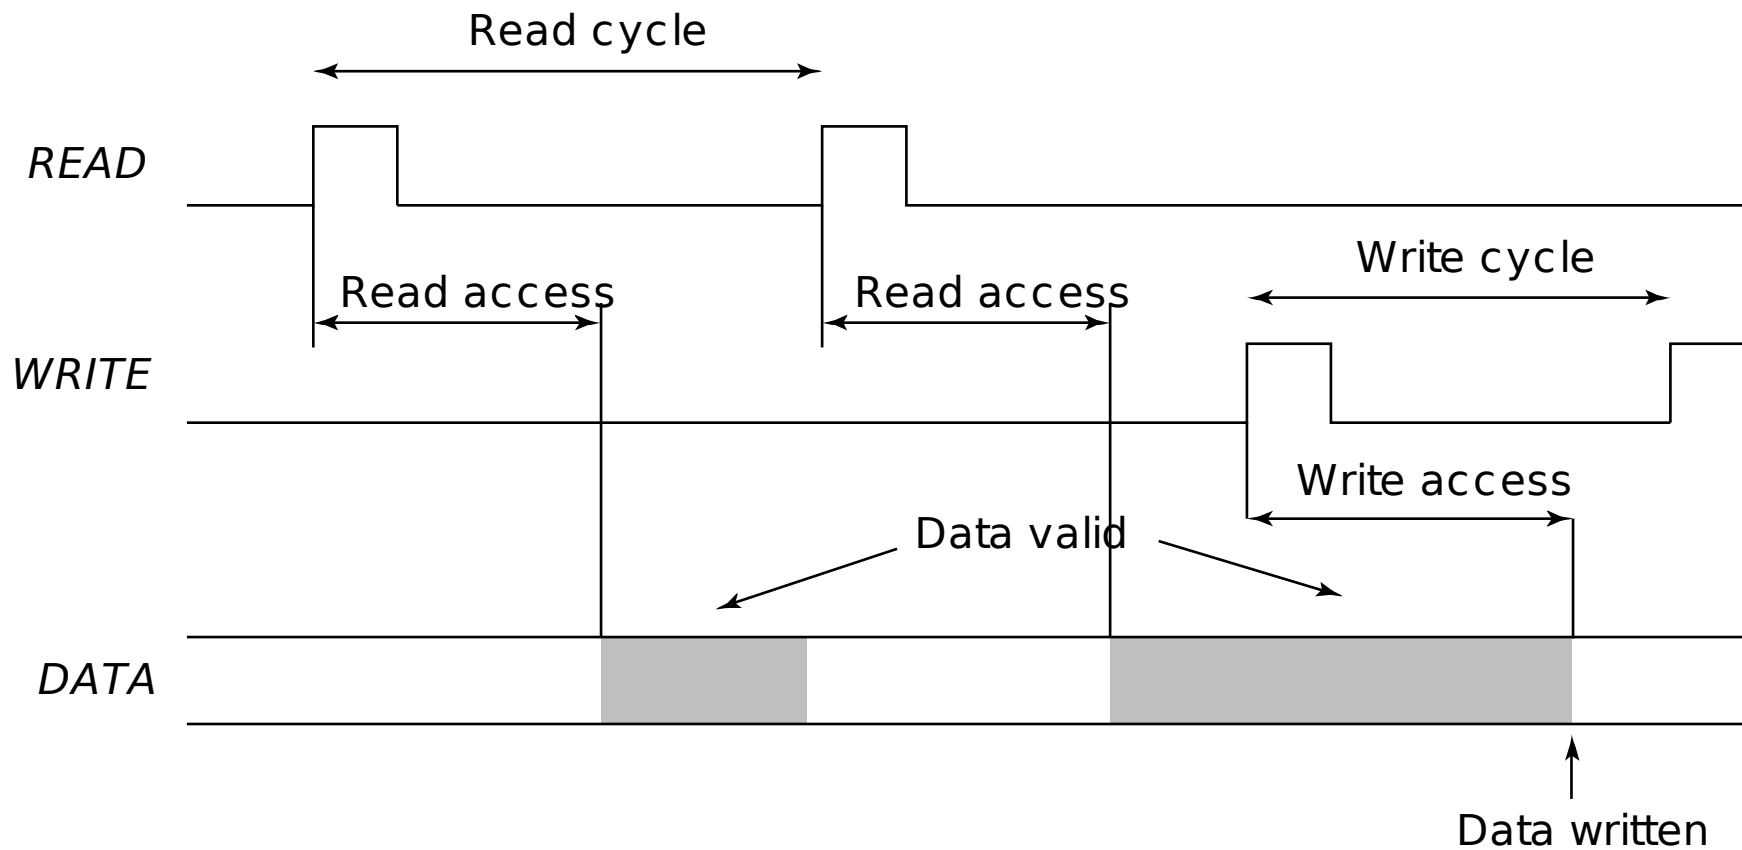 Read cycle
READ
Write cycle
Read access
Read access
WRITE
Write access
Data valid
DATA
Data written